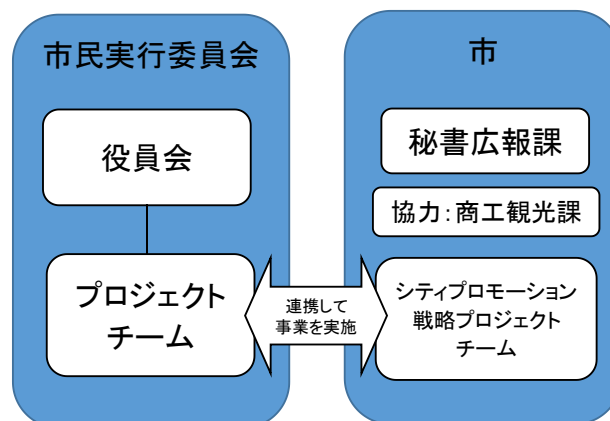 市民実行委員会
役員会
プロジェクト
チーム
連携して
事業を実施
市
秘書広報課
協力：商工観光課
シティプロモーション
戦略プロジェクト
チーム